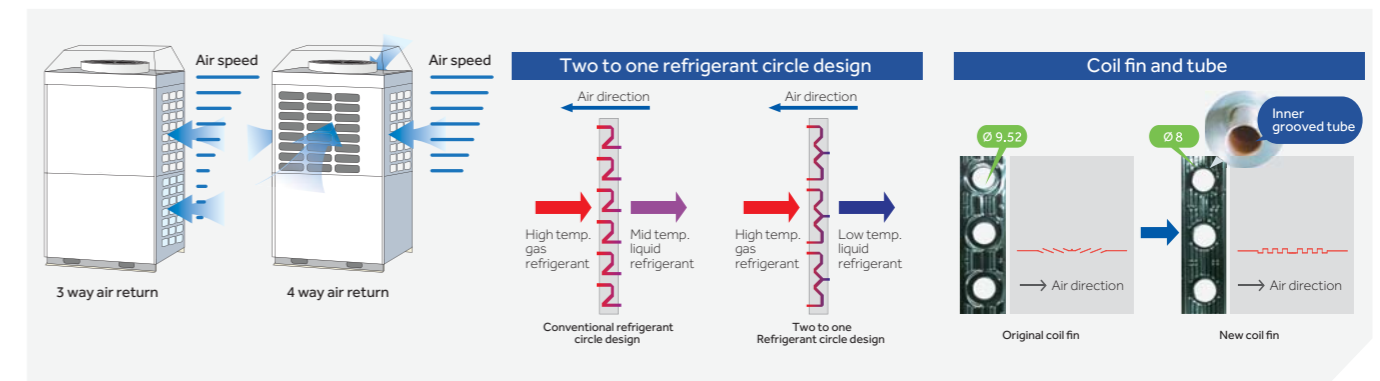 Air speed
Air speed
3 way air return
4 way air return
Two to one refrigerant circle design
Air direction
Air direction
High temp.
gas
refrigerant
Mid temp.
liquid
refrigerant
High temp.
gas
refrigerant
Low temp.
liquid
refrigerant
Conventional refrigerant
circle design
Two to one
Refrigerant circle design
Coil fin and tube
Inner
grooved tube
Ø 9.52
Ø 8
Air direction
Air direction
Original coil fin
New coil fin